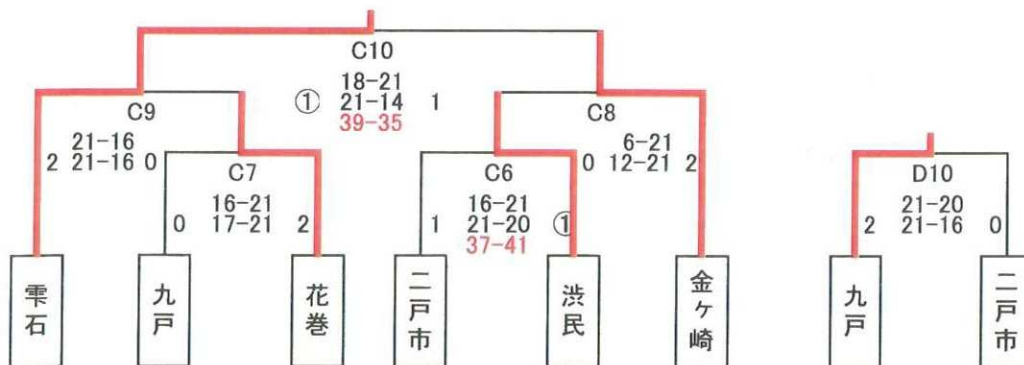 C10
18-21
① 21-14 1
39-35
C9
21-16
2 21-16 0
C8
6-21
0 12-21 2
C7
16-21
0 17-21 2
C6
16-21
1 21-20 ①
37-41
D10
21-20
2 21-16 0
雫石
九戸
花巻
二戸市
渋民
金ヶ崎
九戸
二戸市